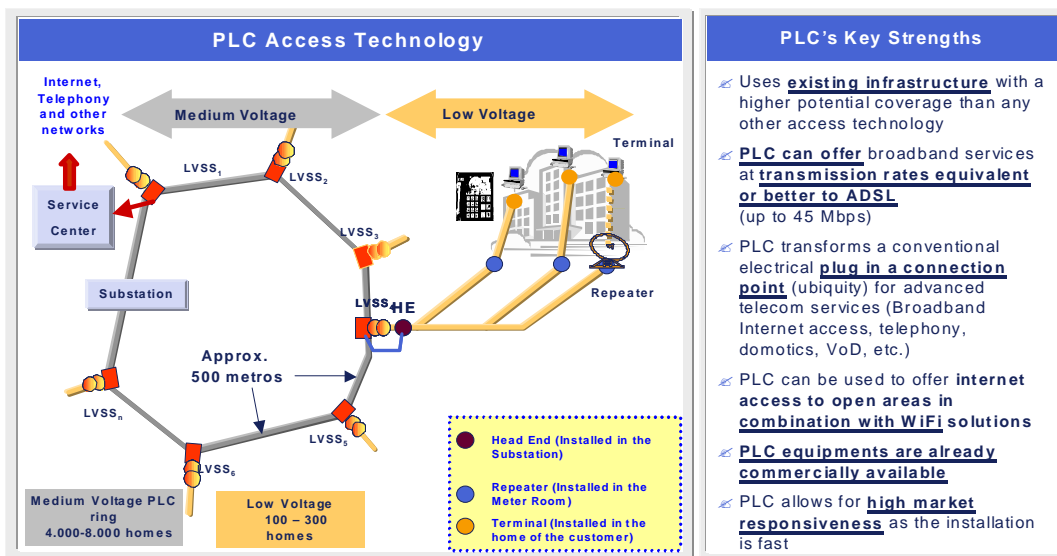 PLC Access Technology
Internet,
Telephony
and other
networks
Medium Voltage
Low Voltage
Terminal
LVSS1
LVSS2
Service
Center
LVSS3
Substation
Repeater
LVSS4
HE
Approx.
500 metros
LVSSn
LVSS5
LVSS6
Head End (Installed in the
Substation)
Repeater (Installed in the
Meter Room)
Terminal (Installed in the
home of the customer)
Medium Voltage PLC
ring
4.000-8.000 homes
Low Voltage
100 – 300
homes
PLC's Key Strengths
Uses existing infrastructure with a
higher potential coverage than any
other access technology
PLC can offer broadband services
at transmission rates equivalent
or better to ADSL
(up to 45 Mbps)
PLC transforms a conventional
electrical plug in a connection
point (ubiquity) for advanced
telecom services (Broadband
Internet access, telephony,
domotics, VoD, etc.)
PLC can be used to offer internet
access to open areas in
combination with WiFi solutions
PLC equipments are already
commercially available
PLC allows for high market
responsiveness as the installation
is fast